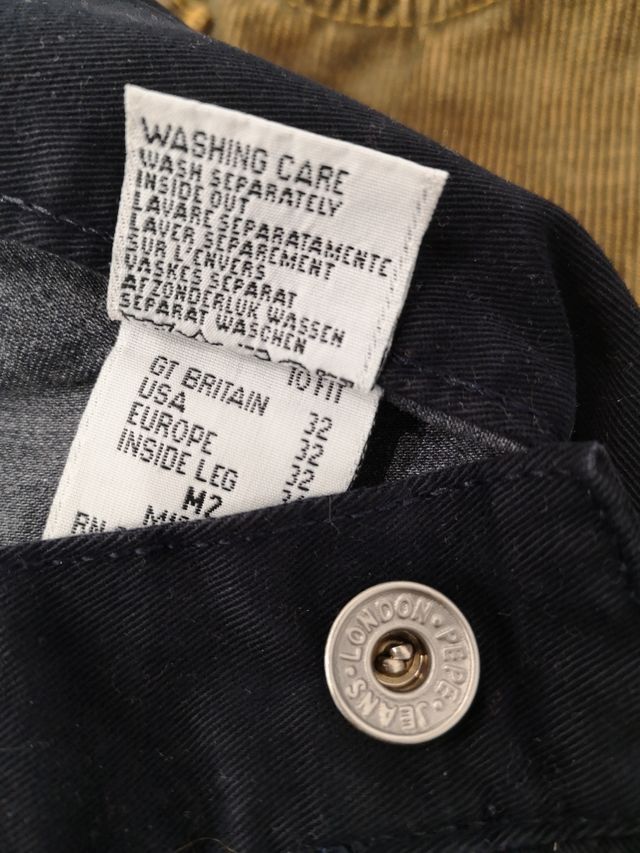 WASHING CARE
WASH SEPARATELY
INSIDE OUT
LAVARE SEPARATAMENTE
LAVER SEPAREMENT
SUR L'ENVERS
VASKES SEPARAT
AFZONDERLIJK WASSEN
SEPARAT WASCHEN
TO FIT
GT BRITAIN 32
USA 32
EUROPE 32
INSIDE LEG
M2
RN
LONDON · PEPE · JEANS ·